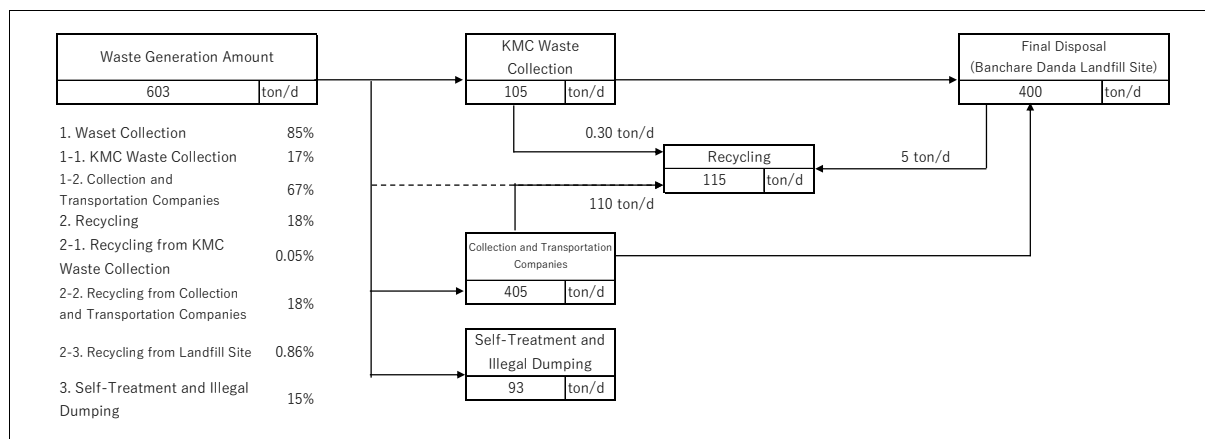 Waste Generation Amount
603 ton/d
KMC Waste
Collection
105 ton/d
Final Disposal
(Banchare Danda Landfill Site)
400 ton/d
0.30 ton/d
Recycling
115 ton/d
5 ton/d
110 ton/d
Collection and Transportation
Companies
405 ton/d
Self-Treatment and
Illegal Dumping
93 ton/d
1. Waset Collection 85%
1-1. KMC Waste Collection 17%
1-2. Collection and
Transportation Companies 67%
2. Recycling 18%
2-1. Recycling from KMC
Waste Collection 0.05%
2-2. Recycling from Collection
and Transportation Companies 18%
2-3. Recycling from Landfill Site 0.86%
3. Self-Treatment and Illegal
Dumping 15%